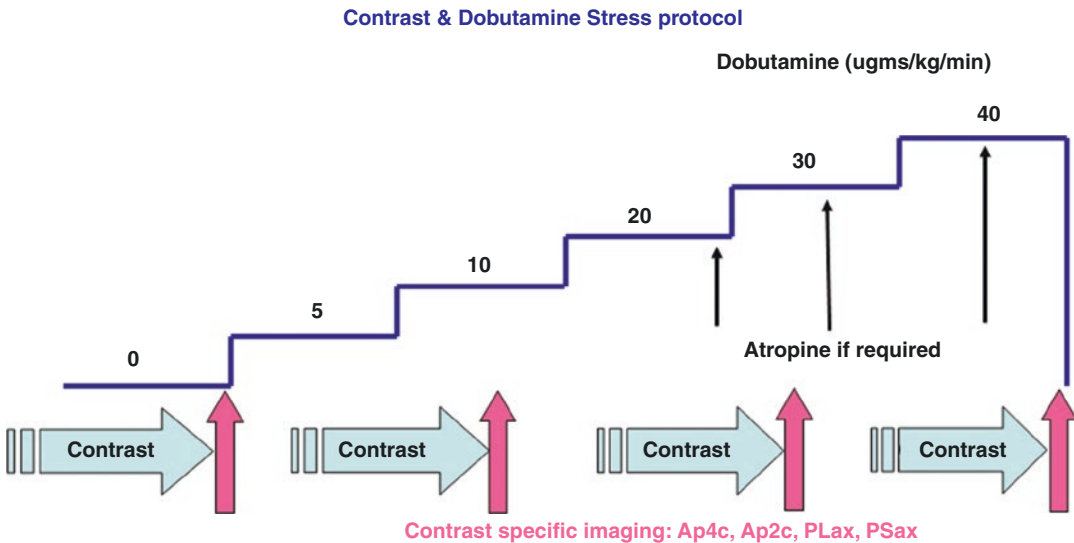 Contrast & Dobutamine Stress protocol
Dobutamine (ugms/kg/min)
40
30
20
10
5
0
Atropine if required
Contrast
Contrast
Contrast
Contrast
Contrast specific imaging: Ap4c, Ap2c, PLax, PSax